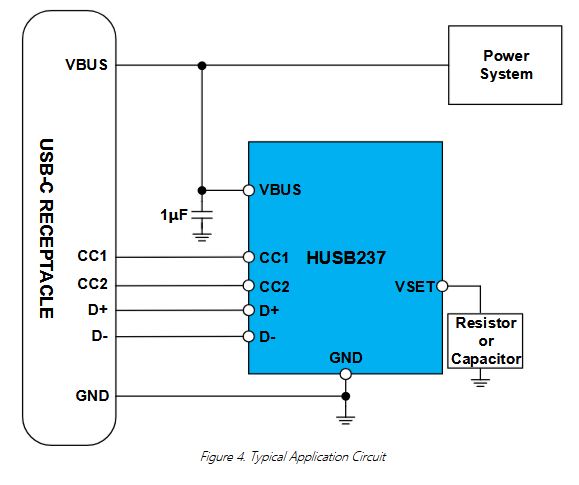 VBUS
Power
System
USB-C RECEPTACLE
VBUS
1µF
CC1
CC1
HUSB237
CC2
CC2
VSET
D+
D+
D-
D-
Resistor
or
Capacitor
GND
GND
Figure 4. Typical Application Circuit